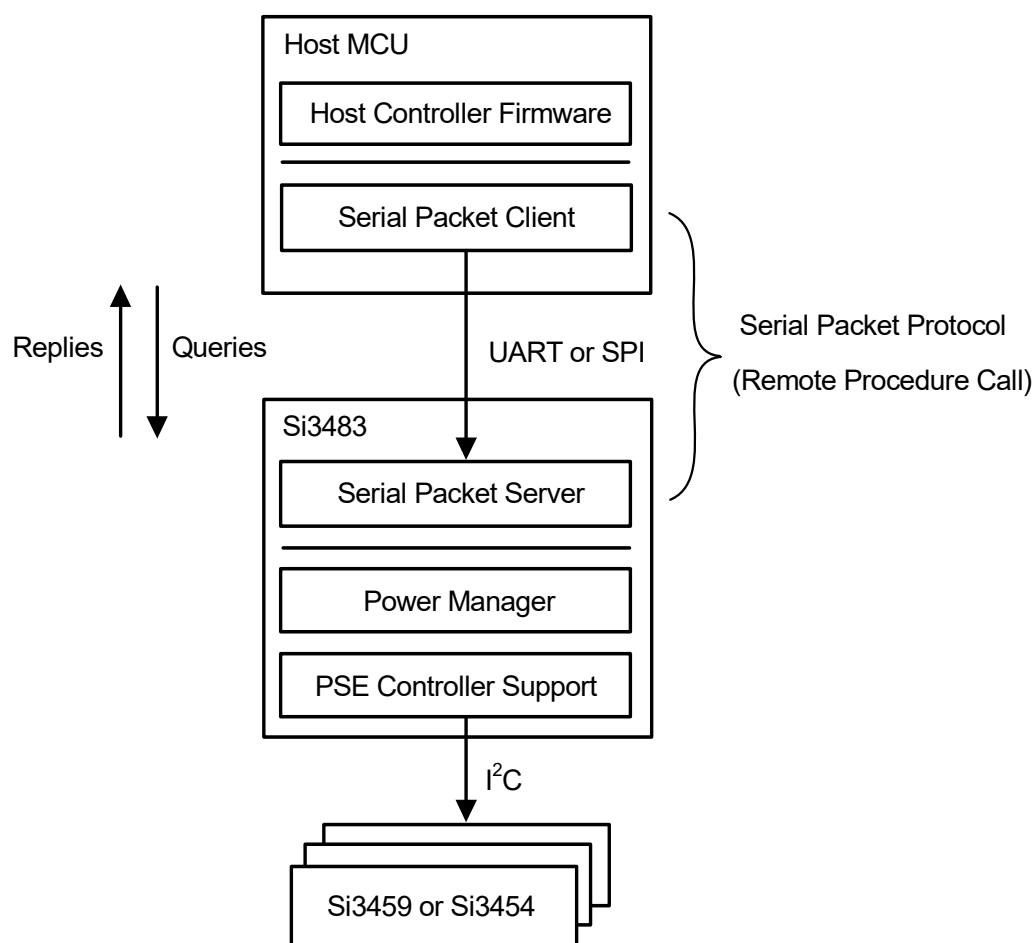 Host MCU
Host Controller Firmware
Serial Packet Client
Replies
Queries
UART or SPI
Serial Packet Protocol
(Remote Procedure Call)
Si3483
Serial Packet Server
Power Manager
PSE Controller Support
I²C
Si3459 or Si3454